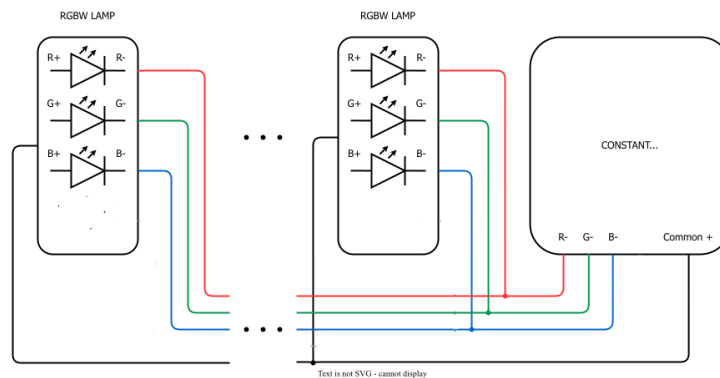 RGBW LAMP
R+ R-
G+ G-
B+ B-
RGBW LAMP
R+ R-
G+ G-
B+ B-
CONSTANT...
R- G- B- Common +
Text is not SVG - cannot display